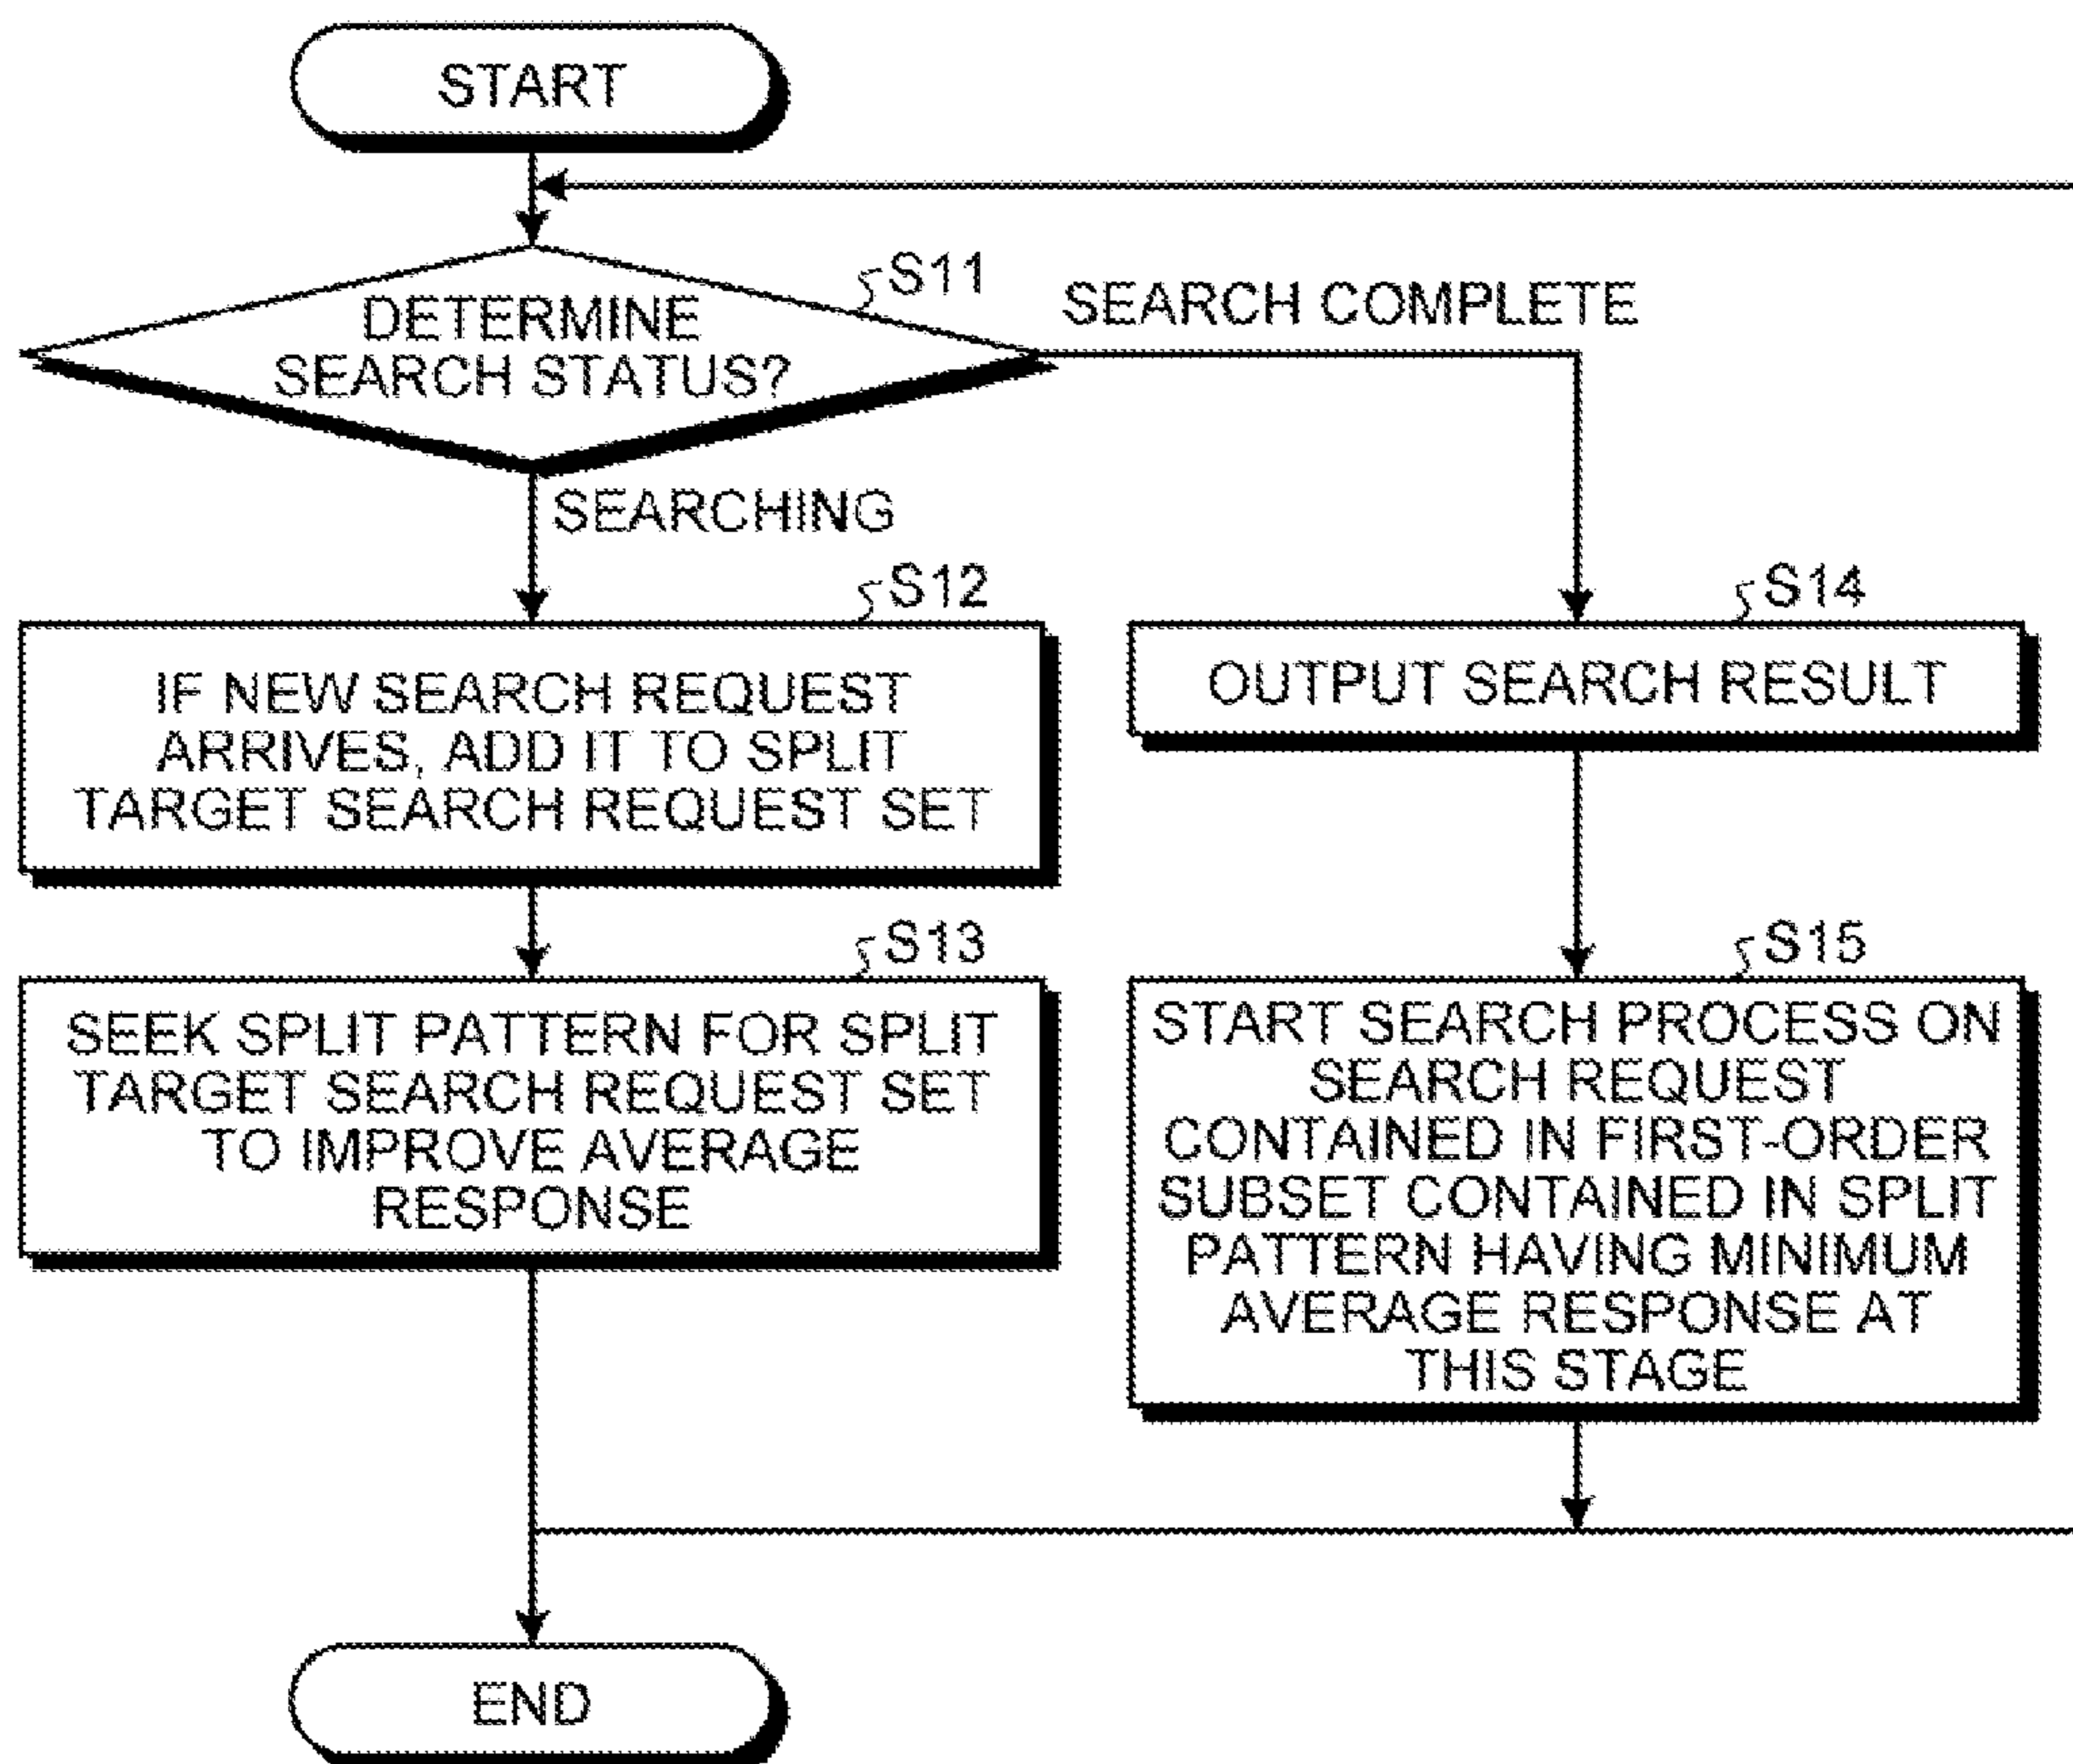 START
S11
DETERMINE
SEARCH STATUS?
SEARCH COMPLETE
SEARCHING
S12
IF NEW SEARCH REQUEST
ARRIVES, ADD IT TO SPLIT
TARGET SEARCH REQUEST SET
S13
SEEK SPLIT PATTERN FOR SPLIT
TARGET SEARCH REQUEST SET
TO IMPROVE AVERAGE
RESPONSE
S14
OUTPUT SEARCH RESULT
S15
START SEARCH PROCESS ON
SEARCH REQUEST
CONTAINED IN FIRST-ORDER
SUBSET CONTAINED IN SPLIT
PATTERN HAVING MINIMUM
AVERAGE RESPONSE AT
THIS STAGE
END